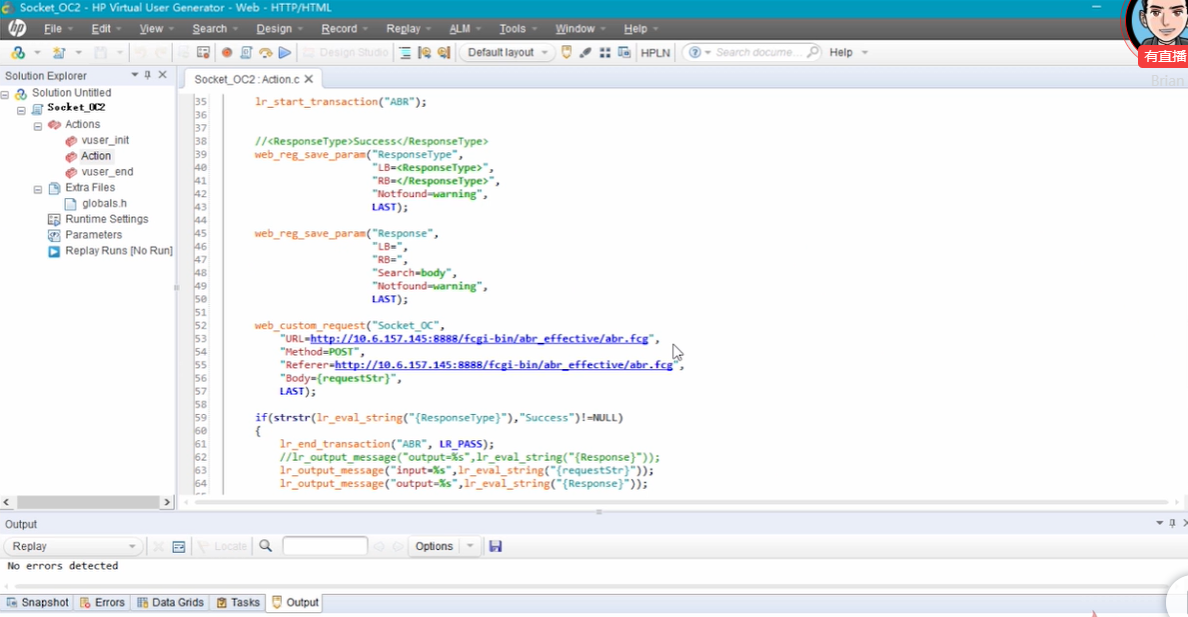 Socket_OC2 - HP Virtual User Generator - Web - HTTP/HTML
File Edit View Search Design Record Replay ALM Tools Window Help
Design Studio Default layout HPLN Search docume... Help
有直播
Brian
Solution Explorer
Solution Untitled
Socket_OC2
Actions
vuser_init
Action
vuser_end
Extra Files
globals.h
Runtime Settings
Parameters
Replay Runs [No Run]
Socket_OC2 : Action.c
35 lr_start_transaction("ABR");
36
37
38 //<ResponseType>Success</ResponseType>
39 web_reg_save_param("ResponseType",
40 "LB=<ResponseType>",
41 "RB=</ResponseType>",
42 "Notfound=warning",
43 LAST);
44
45 web_reg_save_param("Response",
46 "LB=",
47 "RB=",
48 "Search=body",
49 "Notfound=warning",
50 LAST);
51
52 web_custom_request("Socket_OC",
53 "URL=http://10.6.157.145:8888/fcgi-bin/abr_effective/abr.fcg",
54 "Method=POST",
55 "Referer=http://10.6.157.145:8888/fcgi-bin/abr_effective/abr.fcg",
56 "Body={requestStr}",
57 LAST);
58
59 if(strstr(lr_eval_string("{ResponseType}"),"Success")!=NULL)
60 {
61 lr_end_transaction("ABR", LR_PASS);
62 //lr_output_message("output=%s",lr_eval_string("{Response}"));
63 lr_output_message("input=%s",lr_eval_string("{requestStr}"));
64 lr_output_message("output=%s",lr_eval_string("{Response}"));
Output
Replay Locate Options
No errors detected
Snapshot Errors Data Grids Tasks Output